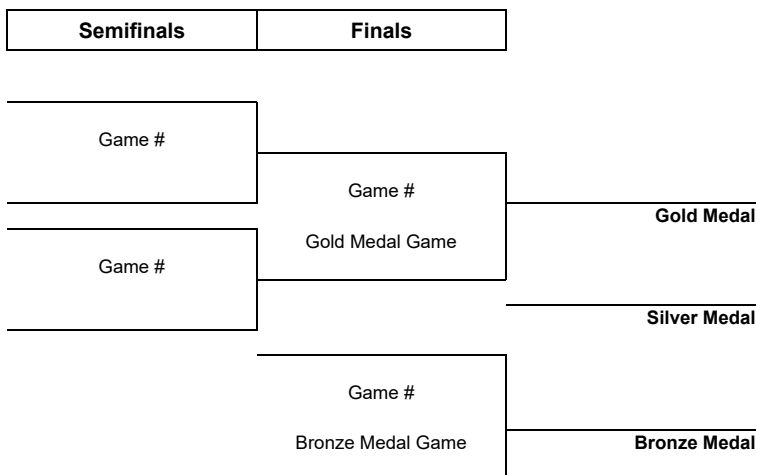 Semifinals Finals
Game #
Game #
Gold Medal
Gold Medal Game
Game #
Silver Medal
Game #
Bronze Medal Game Bronze Medal